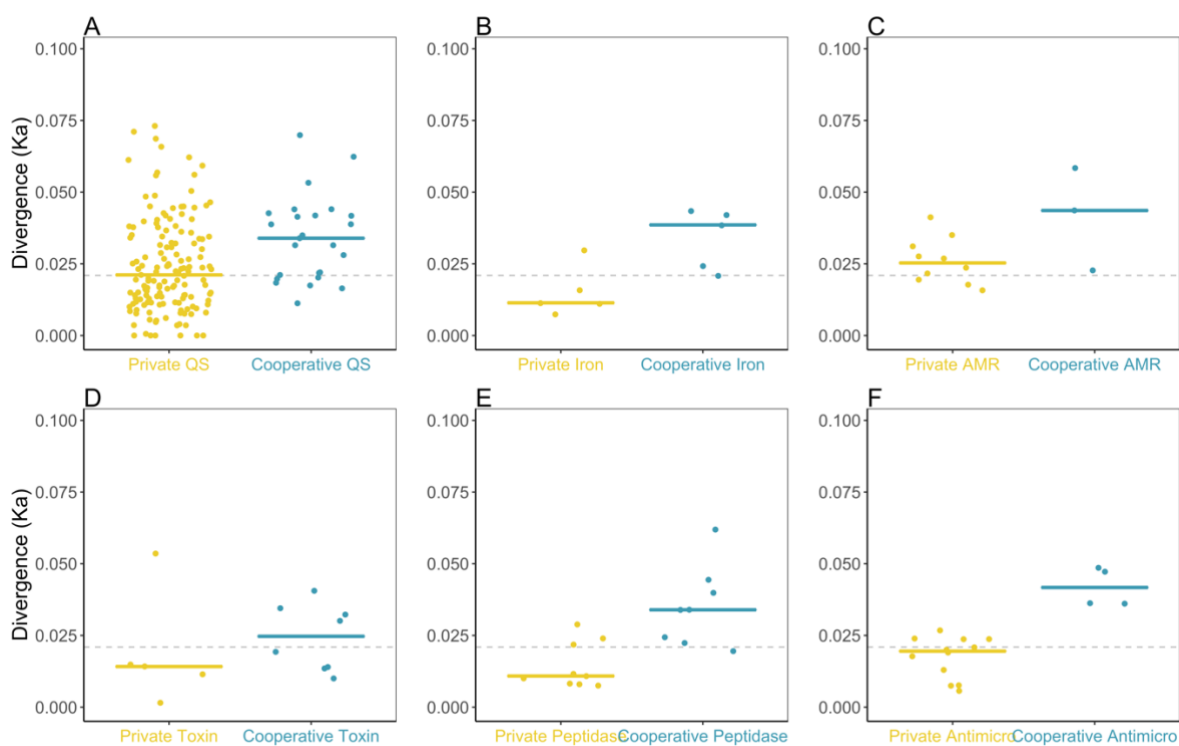 A
B
C
Divergence (Ka)
0.100
0.075
0.050
0.025
0.000
Private QS
Cooperative QS
0.100
0.075
0.050
0.025
0.000
Private Iron
Cooperative Iron
0.100
0.075
0.050
0.025
0.000
Private AMR
Cooperative AMR
D
E
F
Divergence (Ka)
0.100
0.075
0.050
0.025
0.000
Private Toxin
Cooperative Toxin
0.100
0.075
0.050
0.025
0.000
Private Peptidase
Cooperative Peptidase
0.100
0.075
0.050
0.025
0.000
Private Antimicro
Cooperative Antimicro